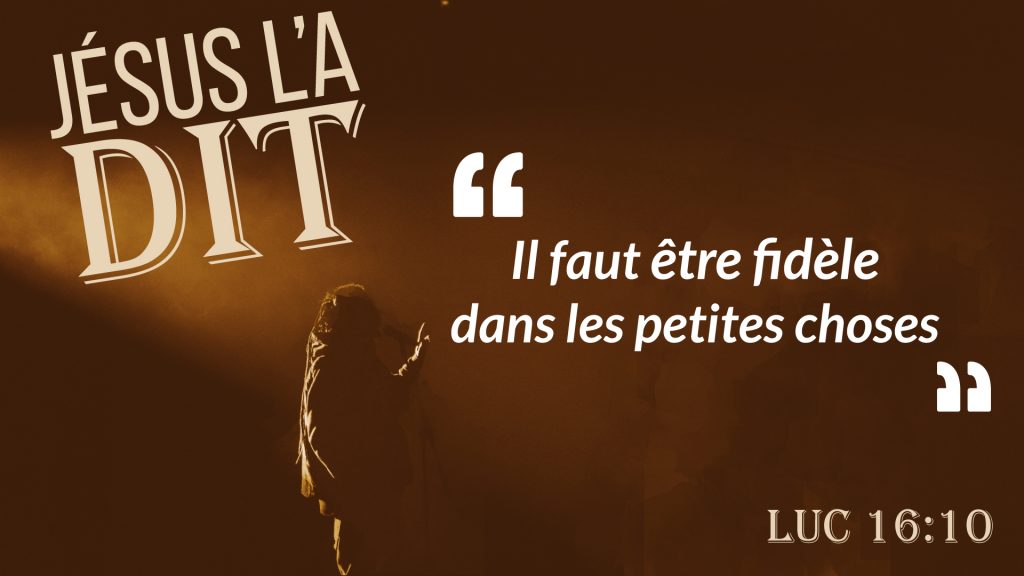 JÉSUS L'A
DIT
“
Il faut être fidèle
dans les petites choses
”
LUC 16:10